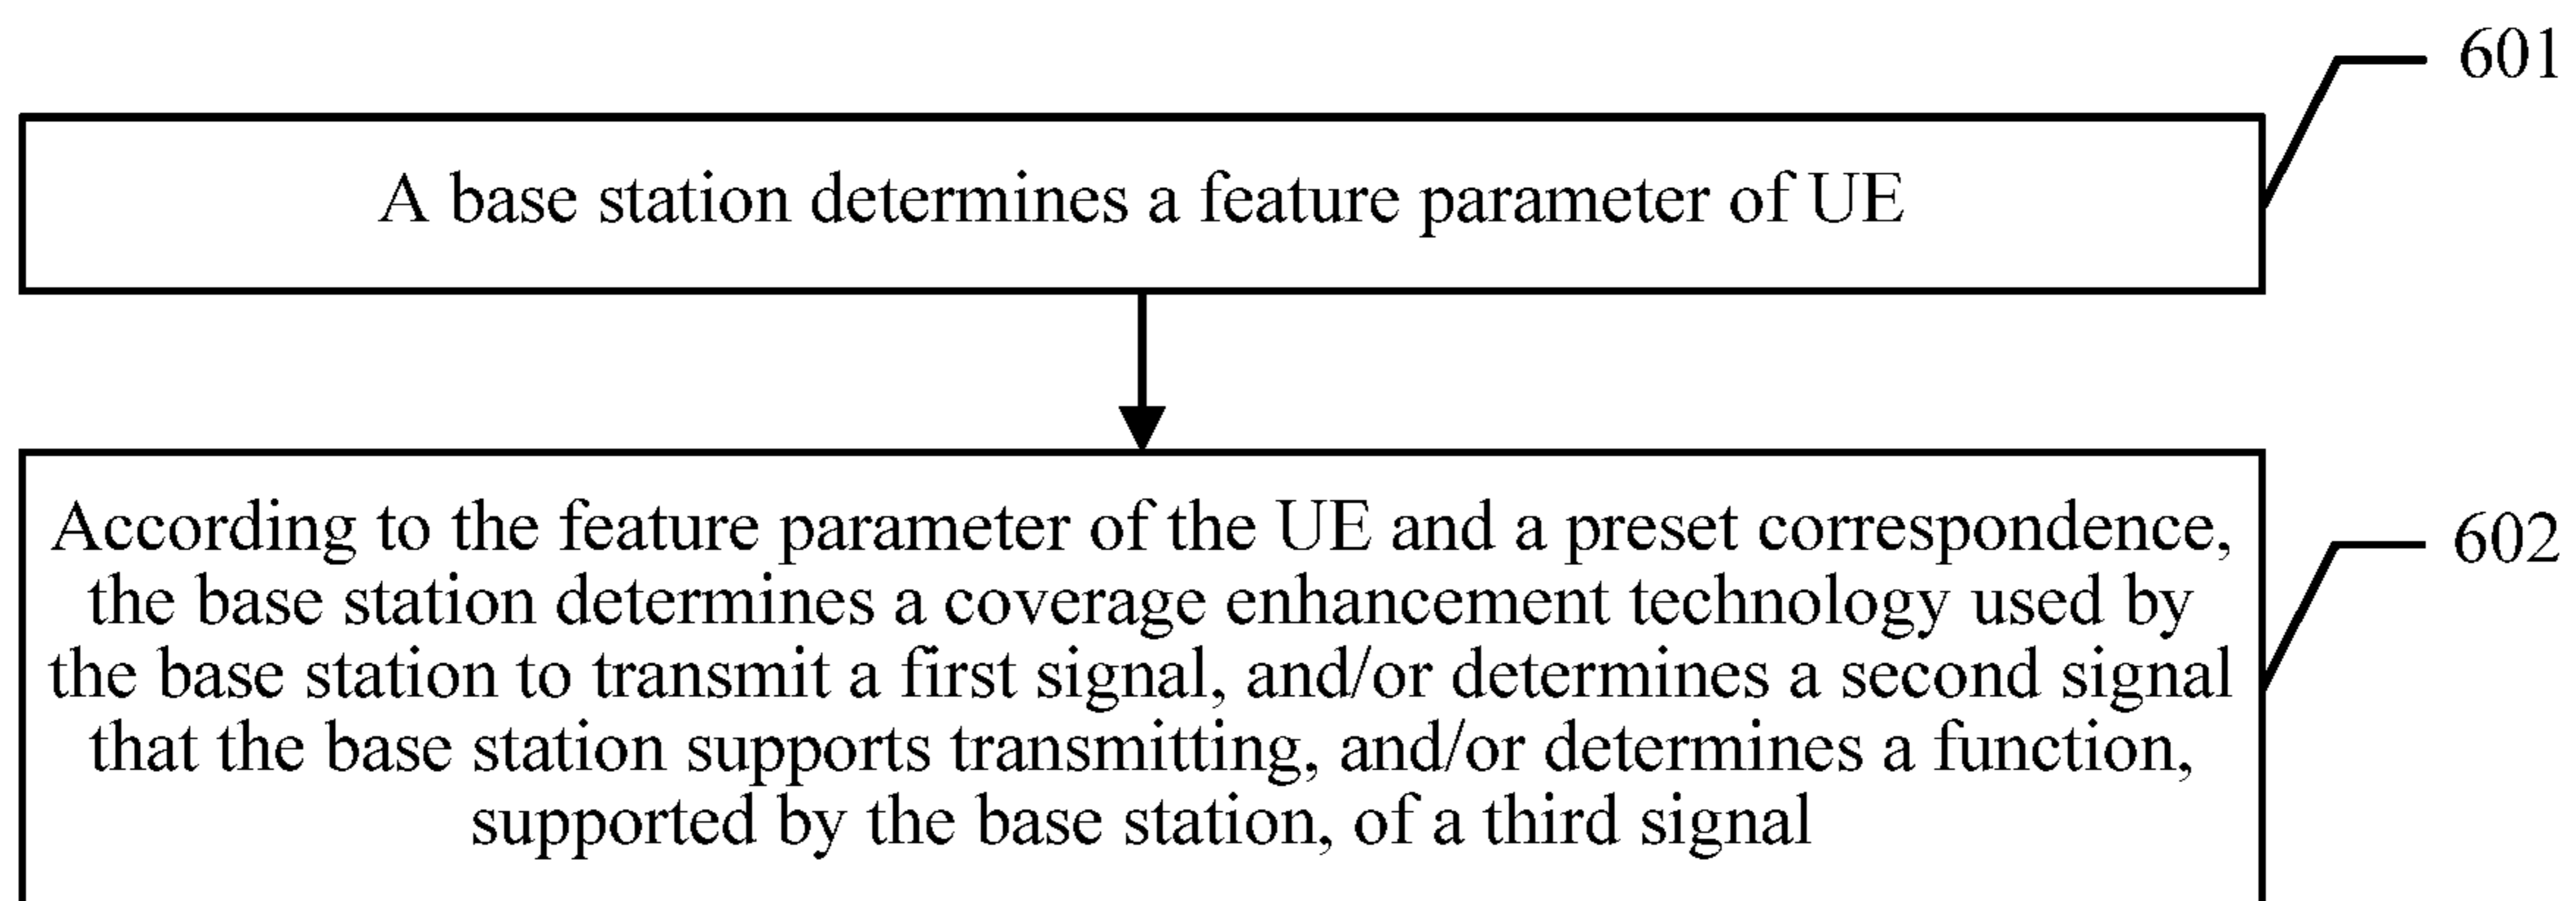 601
A base station determines a feature parameter of UE
According to the feature parameter of the UE and a preset correspondence,
the base station determines a coverage enhancement technology used by
the base station to transmit a first signal, and/or determines a second signal
that the base station supports transmitting, and/or determines a function,
supported by the base station, of a third signal
602